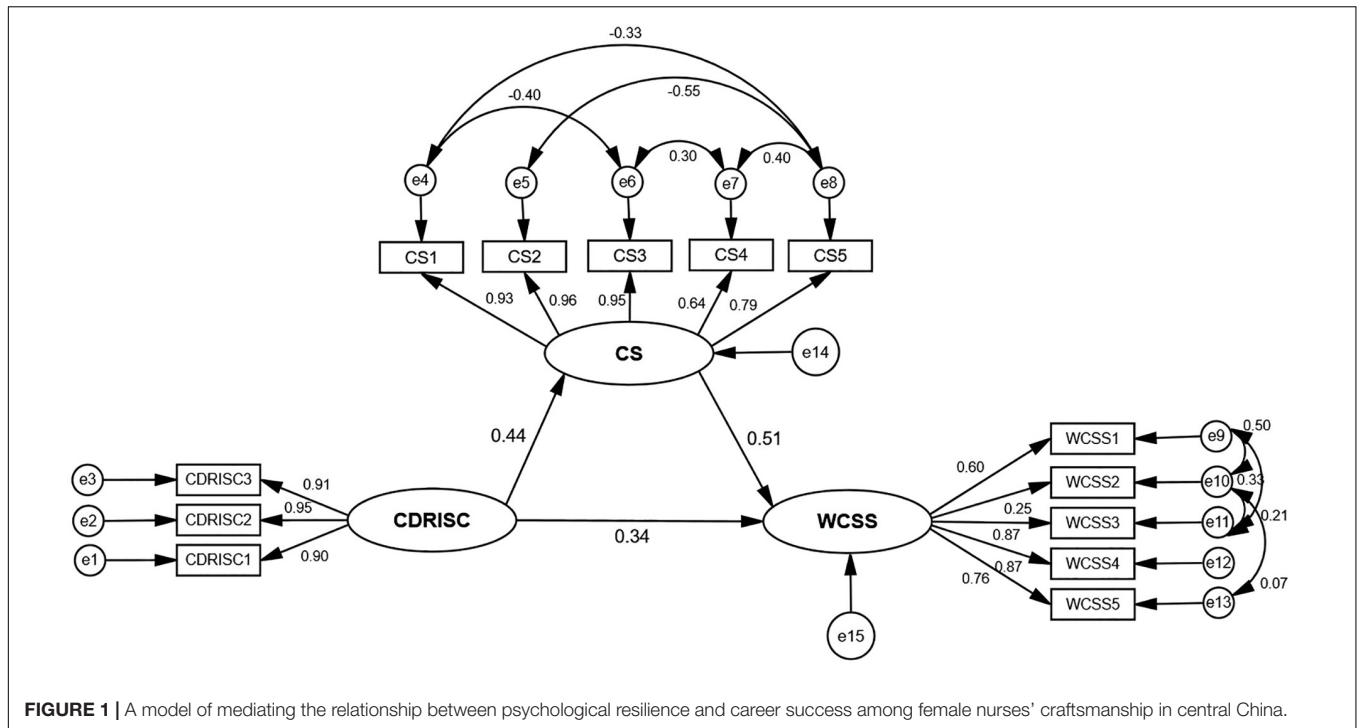 -0.33
-0.40
-0.55
0.30
0.40
e4
e5
e6
e7
e8
CS1
CS2
CS3
CS4
CS5
0.93
0.96
0.95
0.64
0.79
CS
e14
0.44
0.51
e3
CDRISC3
0.91
e2
CDRISC2
0.95
e1
CDRISC1
0.90
CDRISC
0.34
WCSS
e15
0.60
0.25
0.87
0.87
0.76
WCSS1
e9
0.50
WCSS2
e10
0.33
WCSS3
e11
0.21
WCSS4
e12
WCSS5
e13
0.07
FIGURE 1 | A model of mediating the relationship between psychological resilience and career success among female nurses' craftsmanship in central China.